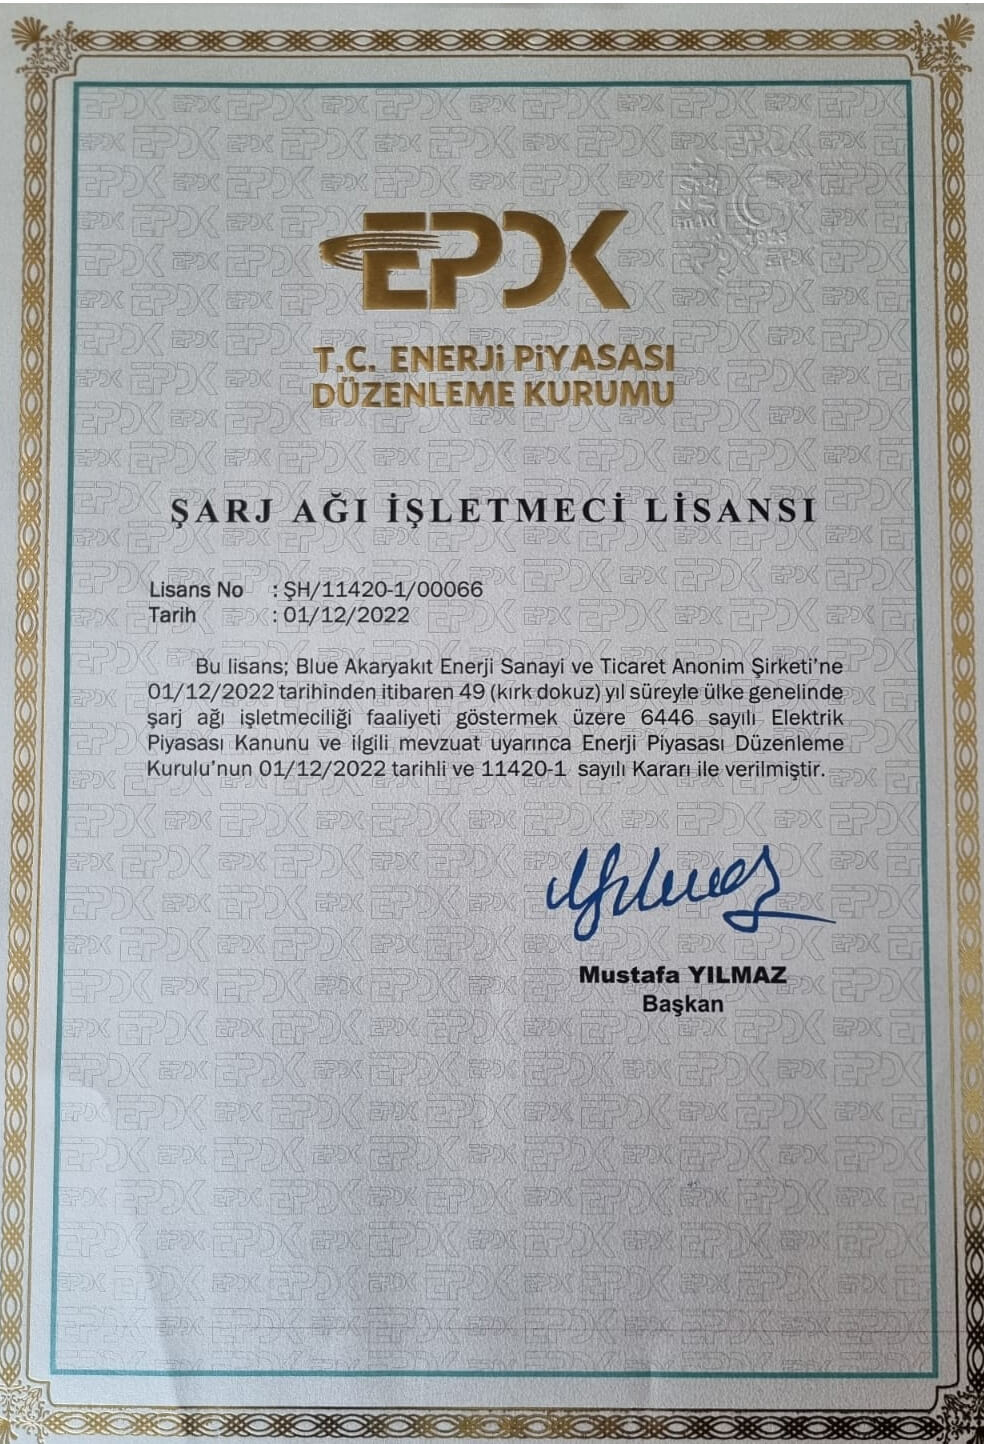 EPDK
T.C. ENERJi PiYASASI
DÜZENLEME KURUMU
ŞARJ AĞI İŞLETMECİ LİSANSI
Lisans No : ŞH/11420-1/00066
Tarih : 01/12/2022
Bu lisans; Blue Akaryakıt Enerji Sanayi ve Ticaret Anonim Şirketi’ne
01/12/2022 tarihinden itibaren 49 (kırk dokuz) yıl süreyle ülke genelinde
şarj ağı işletmeciliği faaliyeti göstermek üzere 6446 sayılı Elektrik
Piyasası Kanunu ve ilgili mevzuat uyarınca Enerji Piyasası Düzenleme
Kurulu’nun 01/12/2022 tarihli ve 11420-1 sayılı Kararı ile verilmiştir.
Mustafa YILMAZ
Başkan